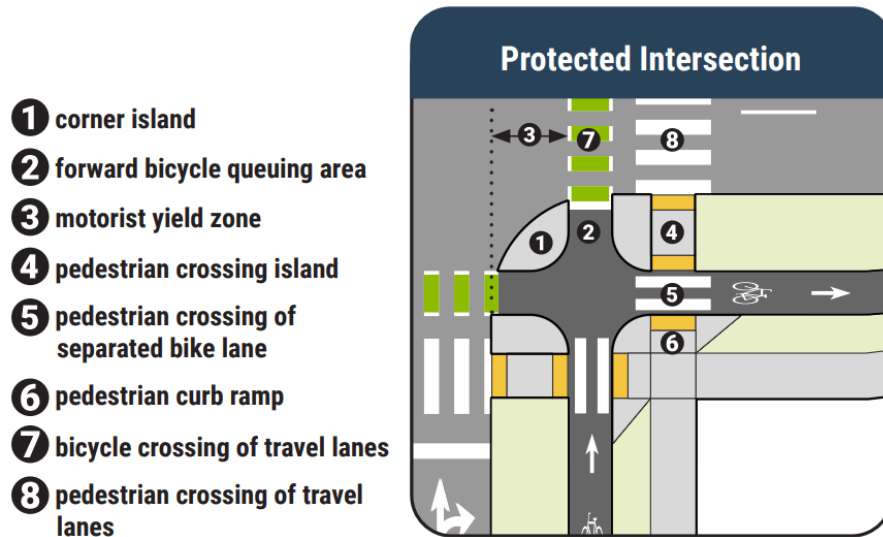 Protected Intersection
1 corner island
2 forward bicycle queuing area
3 motorist yield zone
4 pedestrian crossing island
5 pedestrian crossing of
separated bike lane
6 pedestrian curb ramp
7 bicycle crossing of travel lanes
8 pedestrian crossing of travel
lanes
3
7
8
1
2
4
5
6